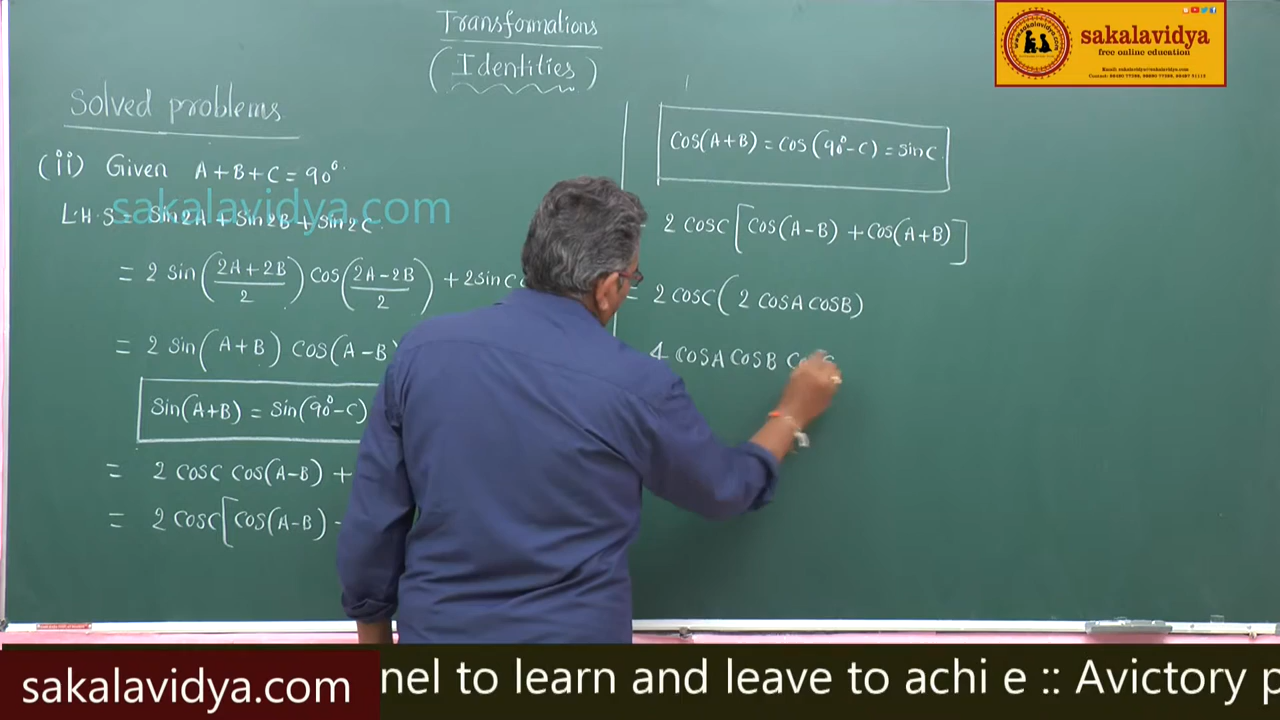 Transformations
(Identities)
Solved problems
(ii) Given A+B+C = 90°.
L.H.S = Sin2A + Sin2B + Sin2C
= 2 Sin((2A+2B)/2) Cos((2A-2B)/2) + 2sinC
= 2 Sin(A+B) Cos(A-B)
Sin(A+B) = Sin(90°-C)
= 2 cosC Cos(A-B) +
= 2 cosC[Cos(A-B)
Cos(A+B) = Cos(90°-C) = SinC
2 cosC [Cos(A-B) + Cos(A+B)]
= 2 cosC (2 cosA cosB)
4 cosA cosB
sakalavidya
free online education
sakalavidya.com
sakalavidya.com
nel to learn and leave to achi e :: Avictory p